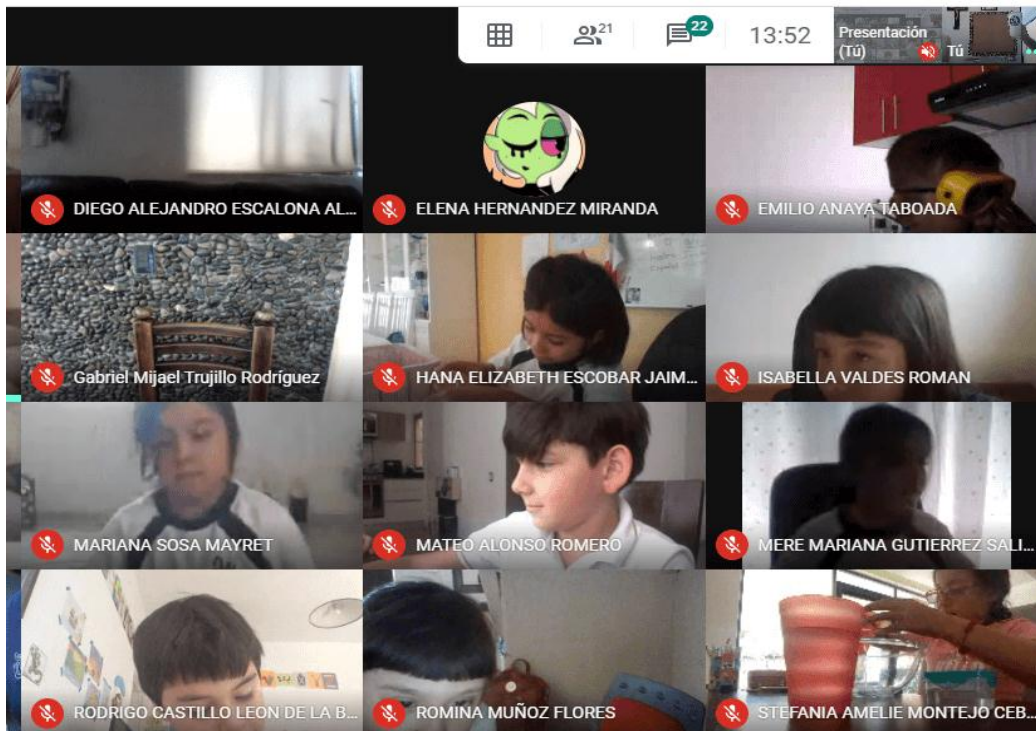 21
22
13:52
Presentación
(Tú)
Tú
DIEGO ALEJANDRO ESCALONA AL...
ELENA HERNANDEZ MIRANDA
EMILIO ANAYA TABOADA
Gabriel Mijael Trujillo Rodríguez
HANA ELIZABETH ESCOBAR JAIM...
ISABELLA VALDES ROMAN
MARIANA SOSA MAYRET
MATEO ALONSO ROMERO
MERE MARIANA GUTIERREZ SALI...
RODRIGO CASTILLO LEON DE LA B...
ROMINA MUÑOZ FLORES
STEFANIA AMELIE MONTEJO CEB...